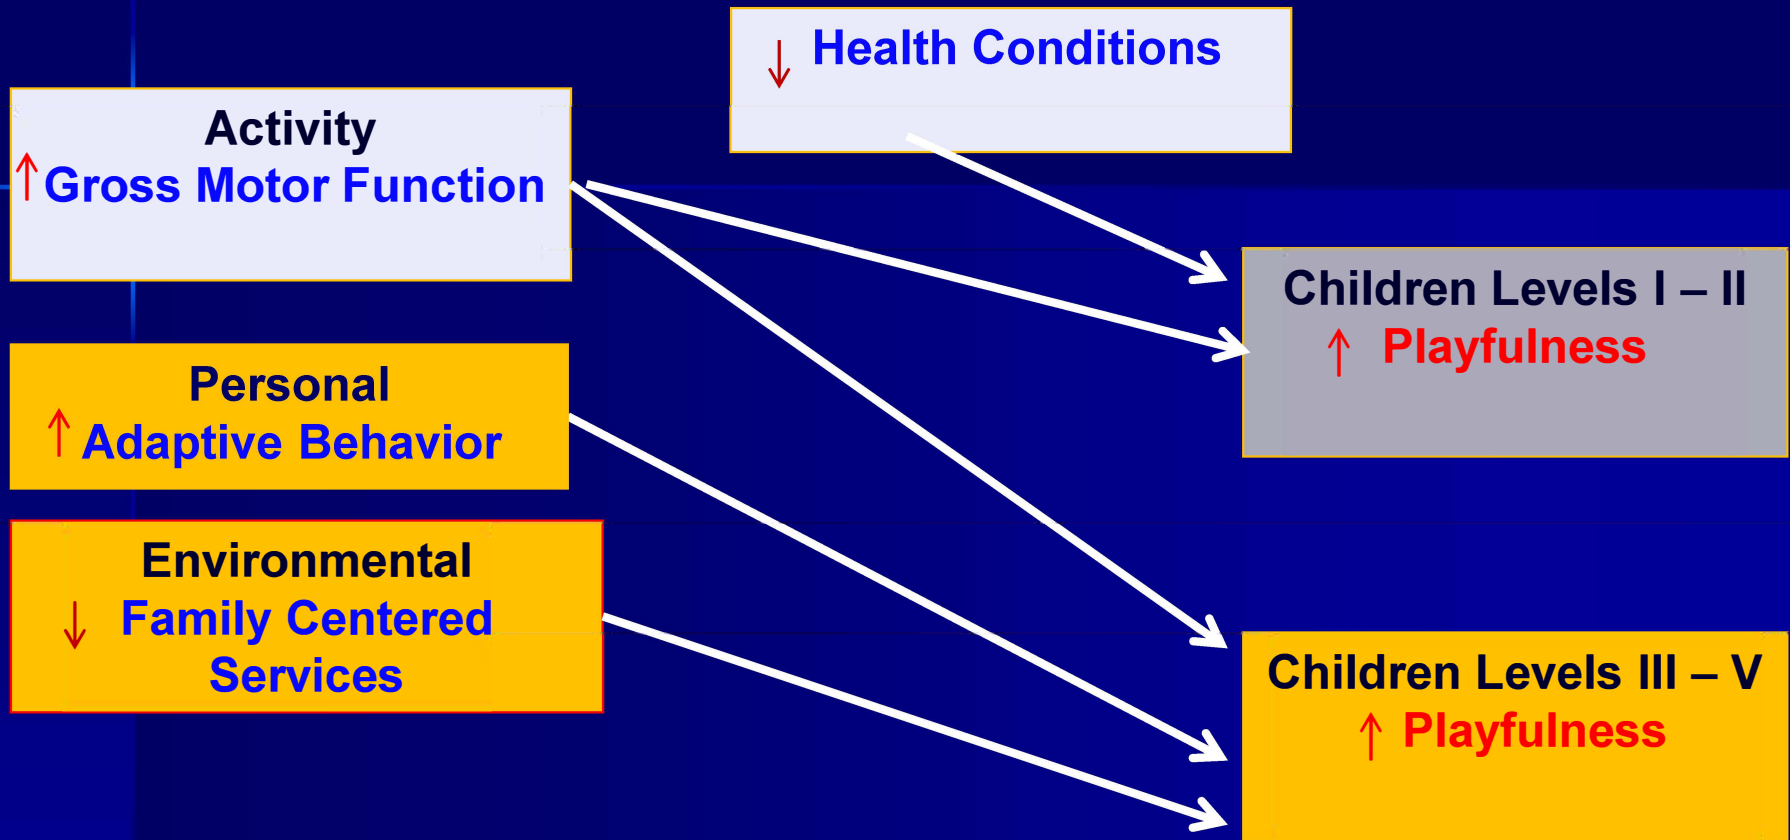 ↓ Health Conditions
Activity
↑ Gross Motor Function
Personal
↑ Adaptive Behavior
Environmental
↓ Family Centered
Services
Children Levels I – II
↑ Playfulness
Children Levels III – V
↑ Playfulness